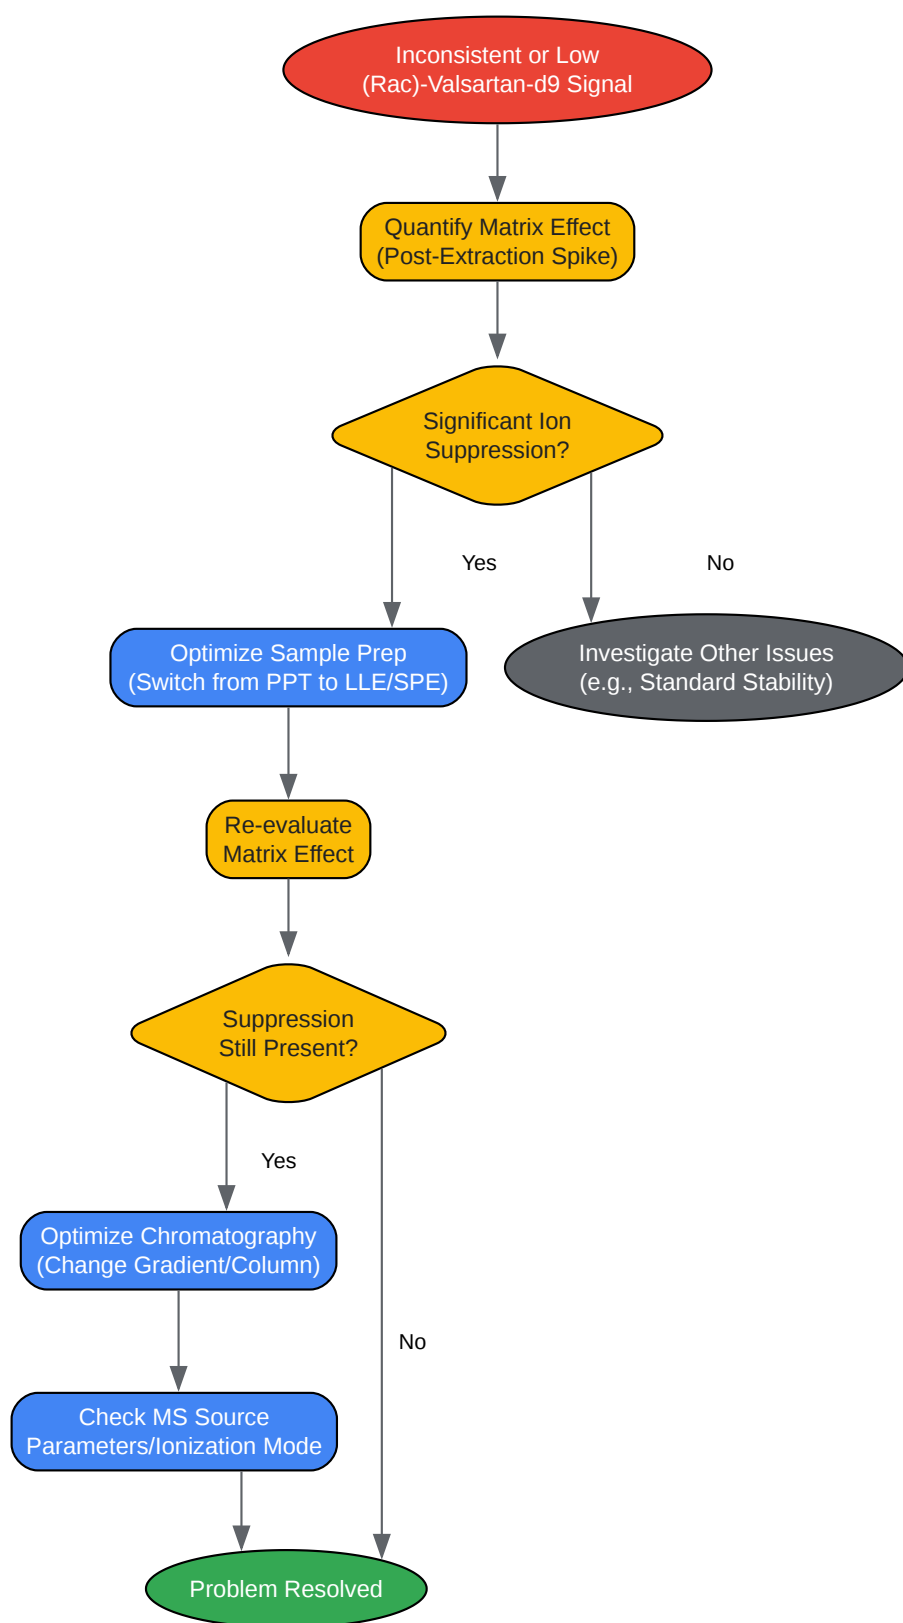 Inconsistent or Low
(Rac)-Valsartan-d9 Signal
Quantify Matrix Effect
(Post-Extraction Spike)
Significant Ion
Suppression?
Yes
No
Optimize Sample Prep
(Switch from PPT to LLE/SPE)
Investigate Other Issues
(e.g., Standard Stability)
Re-evaluate
Matrix Effect
Suppression
Still Present?
Yes
Optimize Chromatography
(Change Gradient/Column)
No
Check MS Source
Parameters/Ionization Mode
Problem Resolved